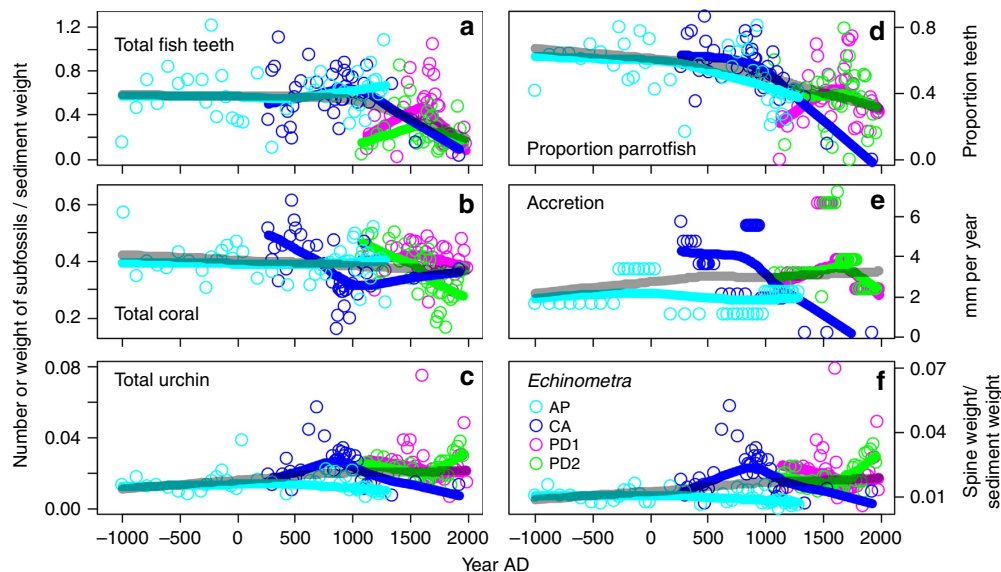 Number or weight of subfossils / sediment weight
a
Total fish teeth
1.2
0.8
0.4
0.0
b
Total coral
0.6
0.4
0.2
c
Total urchin
0.08
0.04
0.00
−1000 −500 0 500 1000 1500 2000
d
Proportion parrotfish
0.8
0.4
0.0
Proportion teeth
e
Accretion
6
4
2
0
mm per year
f
Echinometra
AP
CA
PD1
PD2
0.07
0.04
0.01
Spine weight/
sediment weight
−1000 −500 0 500 1000 1500 2000
Year AD